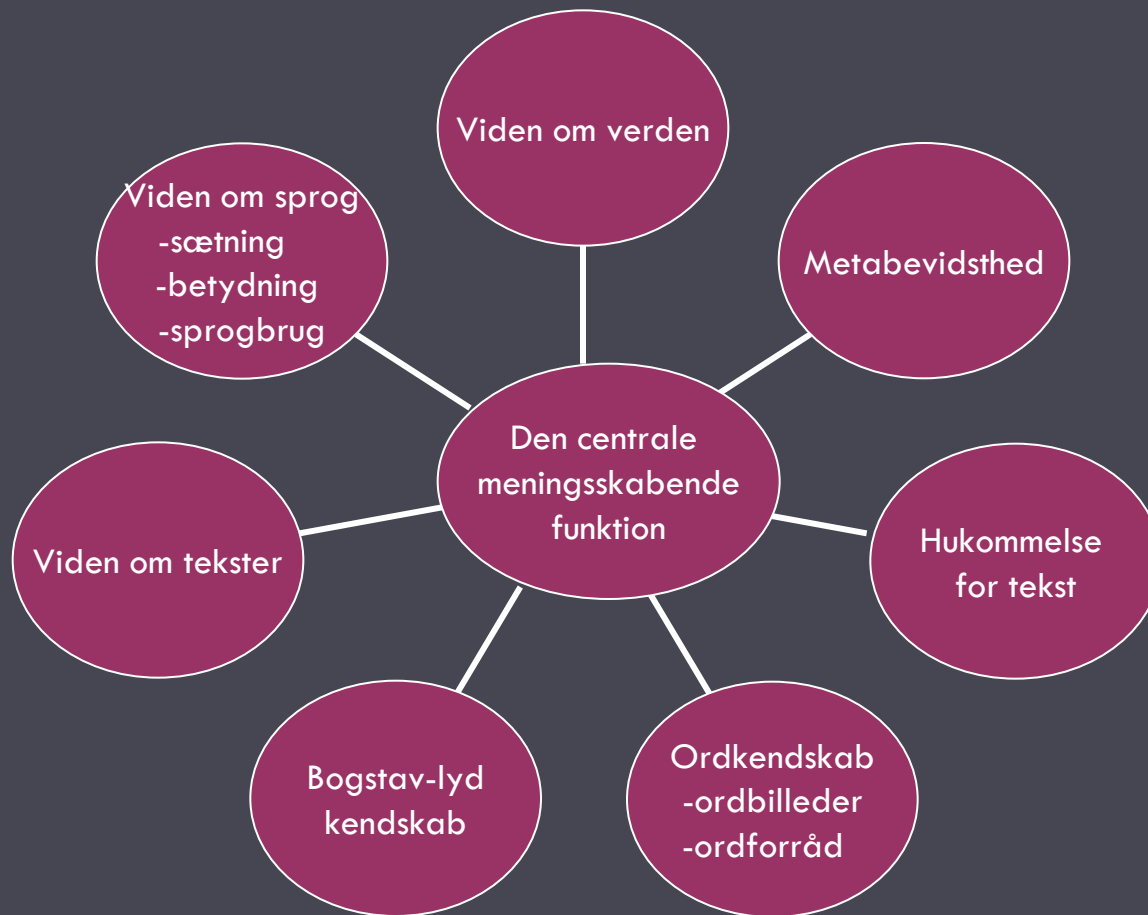 Viden om verden
Viden om sprog
-sætning
-betydning
-sprogbrug
Metabevidsthed
Den centrale
meningsskabende
funktion
Viden om tekster
Hukommelse
for tekst
Bogstav-lyd
kendskab
Ordkendskab
-ordbilleder
-ordforråd